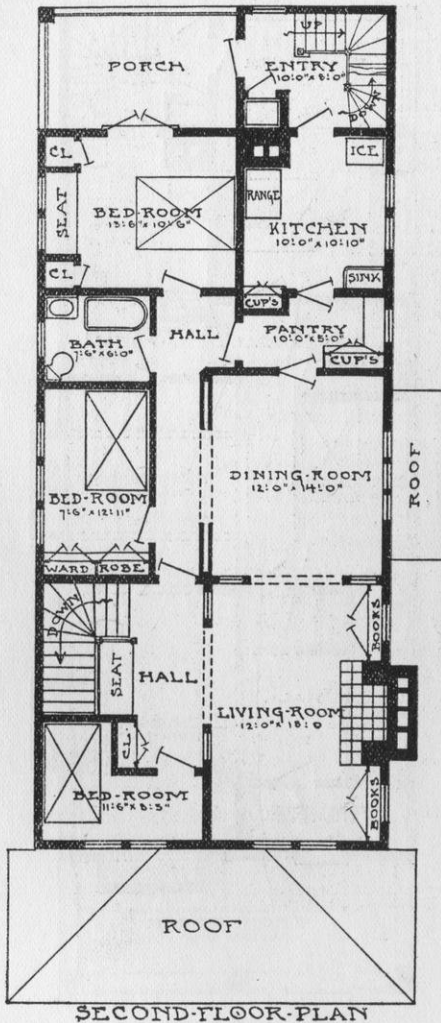 UP
PORCH
ENTRY
10'0" x 8'0"
DOWN
CL
ICE
RANGE
SEAT
BED-ROOM
13'6" x 10'6"
KITCHEN
10'0" x 10'10"
CL
SINK
CUP'S
HALL
PANTRY
10'0" x 5'0"
BATH
7'6" x 6'0"
CUP'S
DINING-ROOM
12'0" x 14'0"
ROOF
BED-ROOM
7'6" x 12'11"
WARD ROBE
DOWN
BOOKS
SEAT
HALL
LIVING-ROOM
12'0" x 18'0
CL
BED-ROOM
11'6" x 8'3"
BOOKS
ROOF
SECOND-FLOOR-PLAN